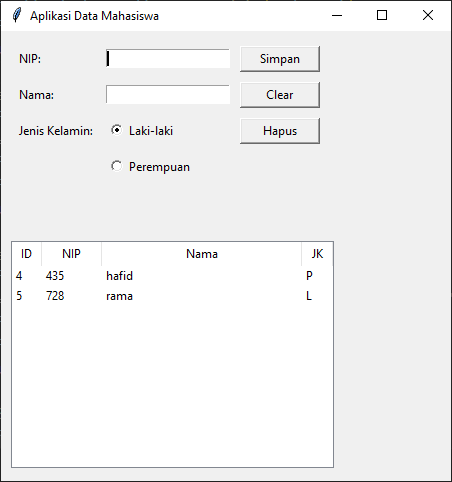 Aplikasi Data Mahasiswa
NIP: Simpan
Nama: Clear
Jenis Kelamin: Laki-laki Hapus
Perempuan
ID NIP Nama JK
4 435 hafid P
5 728 rama L